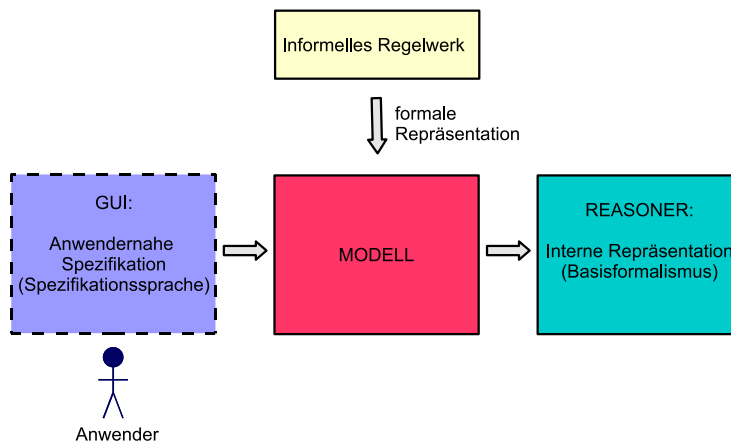 Informelles Regelwerk
formale
Repräsentation
GUI:
Anwendernahe
Spezifikation
(Spezifikationssprache)
MODELL
REASONER:
Interne Repräsentation
(Basisformalismus)
Anwender